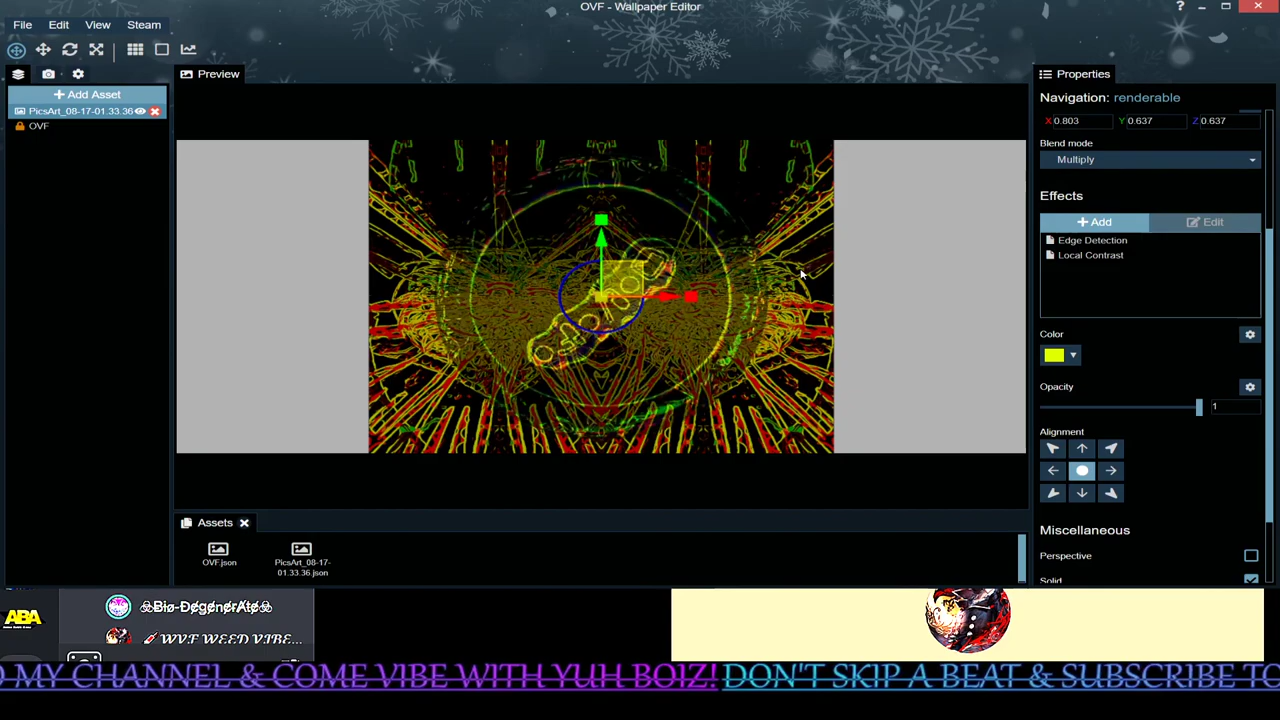 OVF - Wallpaper Editor
File Edit View Steam
Preview
Properties
Add Asset
PicsArt_08-17-01.33.36
OVF
Navigation: renderable
X 0.803 Y 0.637 Z 0.637
Blend mode
Multiply
Effects
Add Edit
Edge Detection
Local Contrast
Color
Opacity
1
Alignment
Miscellaneous
Perspective
Solid
Assets
OVF.json
PicsArt_08-17-
01.33.36.json
ABA
☠Bɨø-ĐɇgɇnɇɍȺŧɇ☠
𝓦𝓥𝓕 𝓦𝓔𝓔𝓓 𝓥𝓘𝓑𝓔...
O MY CHANNEL & COME VIBE WITH YUH BOIZ! DON'T SKIP A BEAT & SUBSCRIBE TO